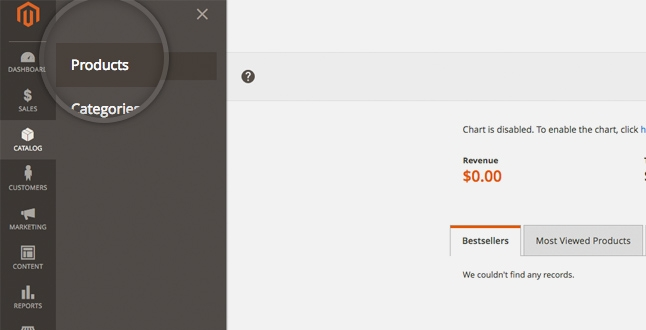 DASHBOARD
SALES
CATALOG
CUSTOMERS
MARKETING
CONTENT
REPORTS
Products
Categories
?
Chart is disabled. To enable the chart, click h
Revenue
$0.00
Bestsellers
Most Viewed Products
We couldn't find any records.